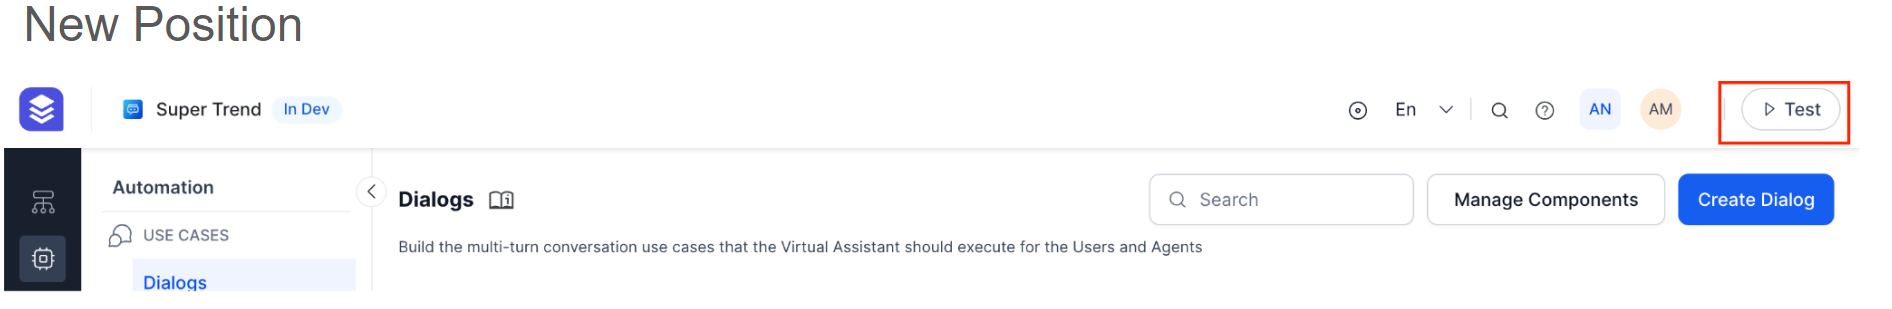 New Position
Super Trend In Dev En AN AM Test
Automation
Dialogs Search Manage Components Create Dialog
USE CASES
Build the multi-turn conversation use cases that the Virtual Assistant should execute for the Users and Agents
Dialogs